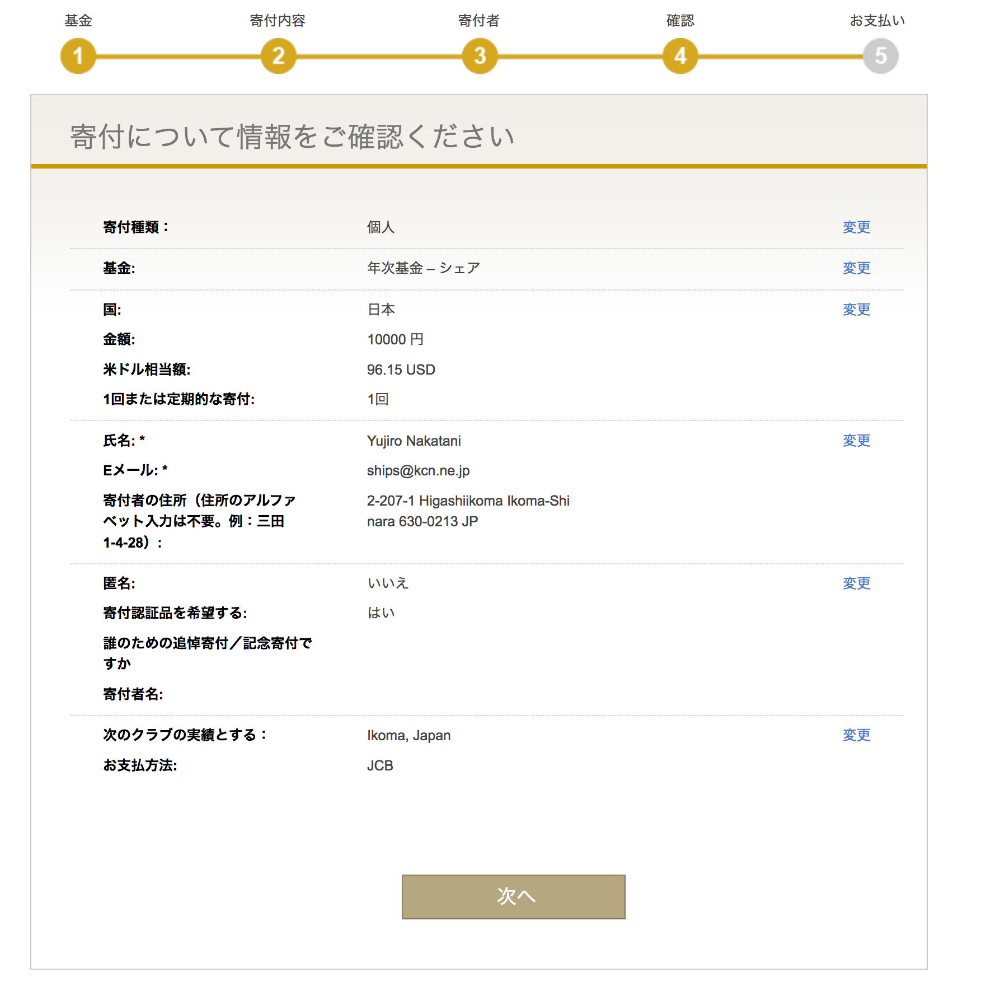 基金 寄付内容 寄付者 確認 お支払い
1 2 3 4 5
寄付について情報をご確認ください
寄付種類： 個人 変更
基金: 年次基金 – シェア 変更
国: 日本 変更
金額: 10000 円
米ドル相当額: 96.15 USD
1回または定期的な寄付: 1回
氏名: * Yujiro Nakatani 変更
Eメール: * ships@kcn.ne.jp
寄付者の住所（住所のアルファ 2-207-1 Higashiikoma Ikoma-Shi
ベット入力は不要。例：三田 nara 630-0213 JP
1-4-28）:
匿名: いいえ 変更
寄付認証品を希望する: はい
誰のための追悼寄付／記念寄付で
すか
寄付者名:
次のクラブの実績とする： Ikoma, Japan 変更
お支払方法: JCB
次へ